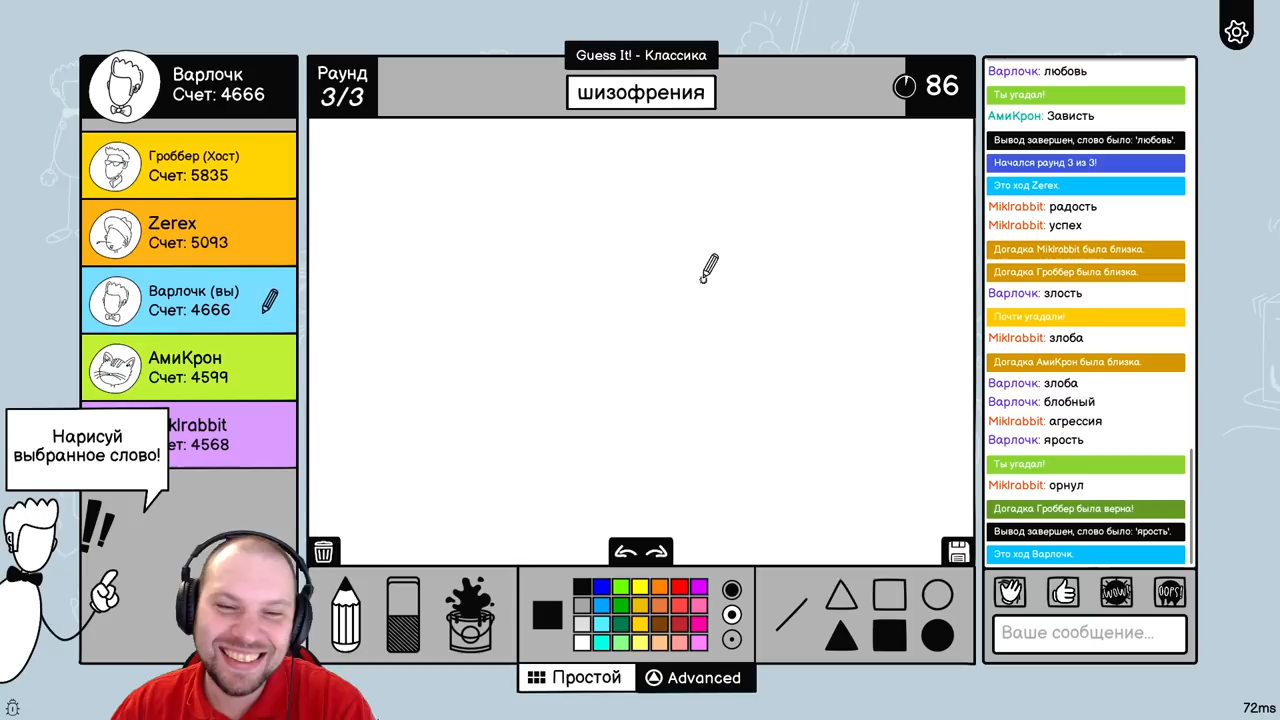 Guess It! - Классика
Варлочк
Счет: 4666
Раунд
3/3
шизофрения
86
Гроббер (Хост)
Счет: 5835
Zerex
Счет: 5093
Варлочк (вы)
Счет: 4666
АмиКрон
Счет: 4599
klrabbit
ет: 4568
Нарисуй
выбранное слово!
Варлочк: любовь
Ты угадал!
АмиКрон: Зависть
Вывод завершен, слово было: 'любовь'.
Начался раунд 3 из 3!
Это ход Zerex.
Miklrabbit: радость
Miklrabbit: успех
Догадка Miklrabbit была близка.
Догадка Гроббер была близка.
Варлочк: злость
Почти угадали!
Miklrabbit: злоба
Догадка АмиКрон была близка.
Варлочк: злоба
Варлочк: блобный
Miklrabbit: агрессия
Варлочк: ярость
Ты угадал!
Miklrabbit: орнул
Догадка Гроббер была верна!
Вывод завершен, слово было: 'ярость'.
Это ход Варлочк.
WOW!
OOPS!
Ваше сообщение...
Простой
Advanced
72ms